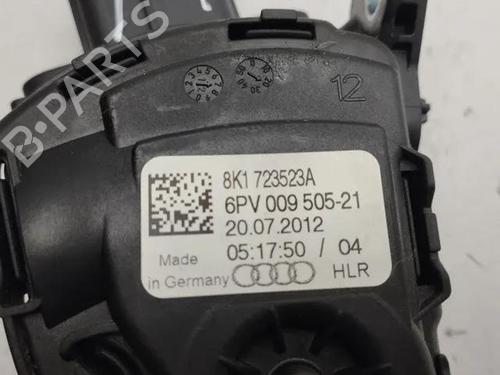 B-PARTS
12
8K1 723523A
6PV 009 505-21
20.07.2012
Made 05:17:50 / 04
in Germany HLR